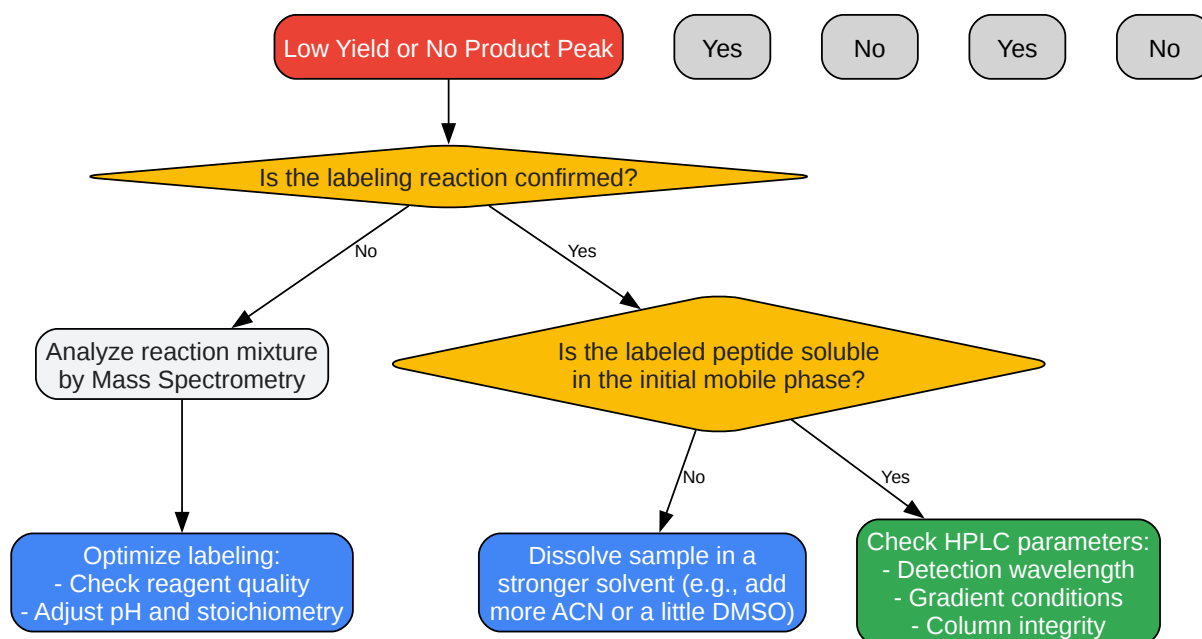 Low Yield or No Product Peak
Yes
No
Yes
No
Is the labeling reaction confirmed?
No
Yes
Analyze reaction mixture
by Mass Spectrometry
Is the labeled peptide soluble
in the initial mobile phase?
No
Yes
Optimize labeling:
- Check reagent quality
- Adjust pH and stoichiometry
Dissolve sample in a
stronger solvent (e.g., add
more ACN or a little DMSO)
Check HPLC parameters:
- Detection wavelength
- Gradient conditions
- Column integrity